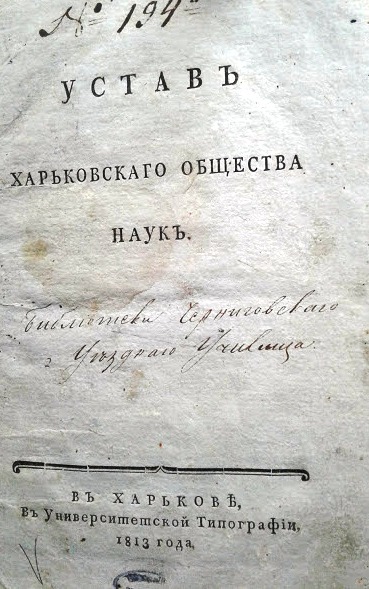 № 194
УСТАВЪ
ХАРЬКОВСКАГО ОБЩЕСТВА
НАУКЪ.
Библіотеки Черниговскаго
Уѣзднаго Училища.
ВЪ ХАРЬКОВѢ,
Въ Университетской Типографіи,
1813 года,